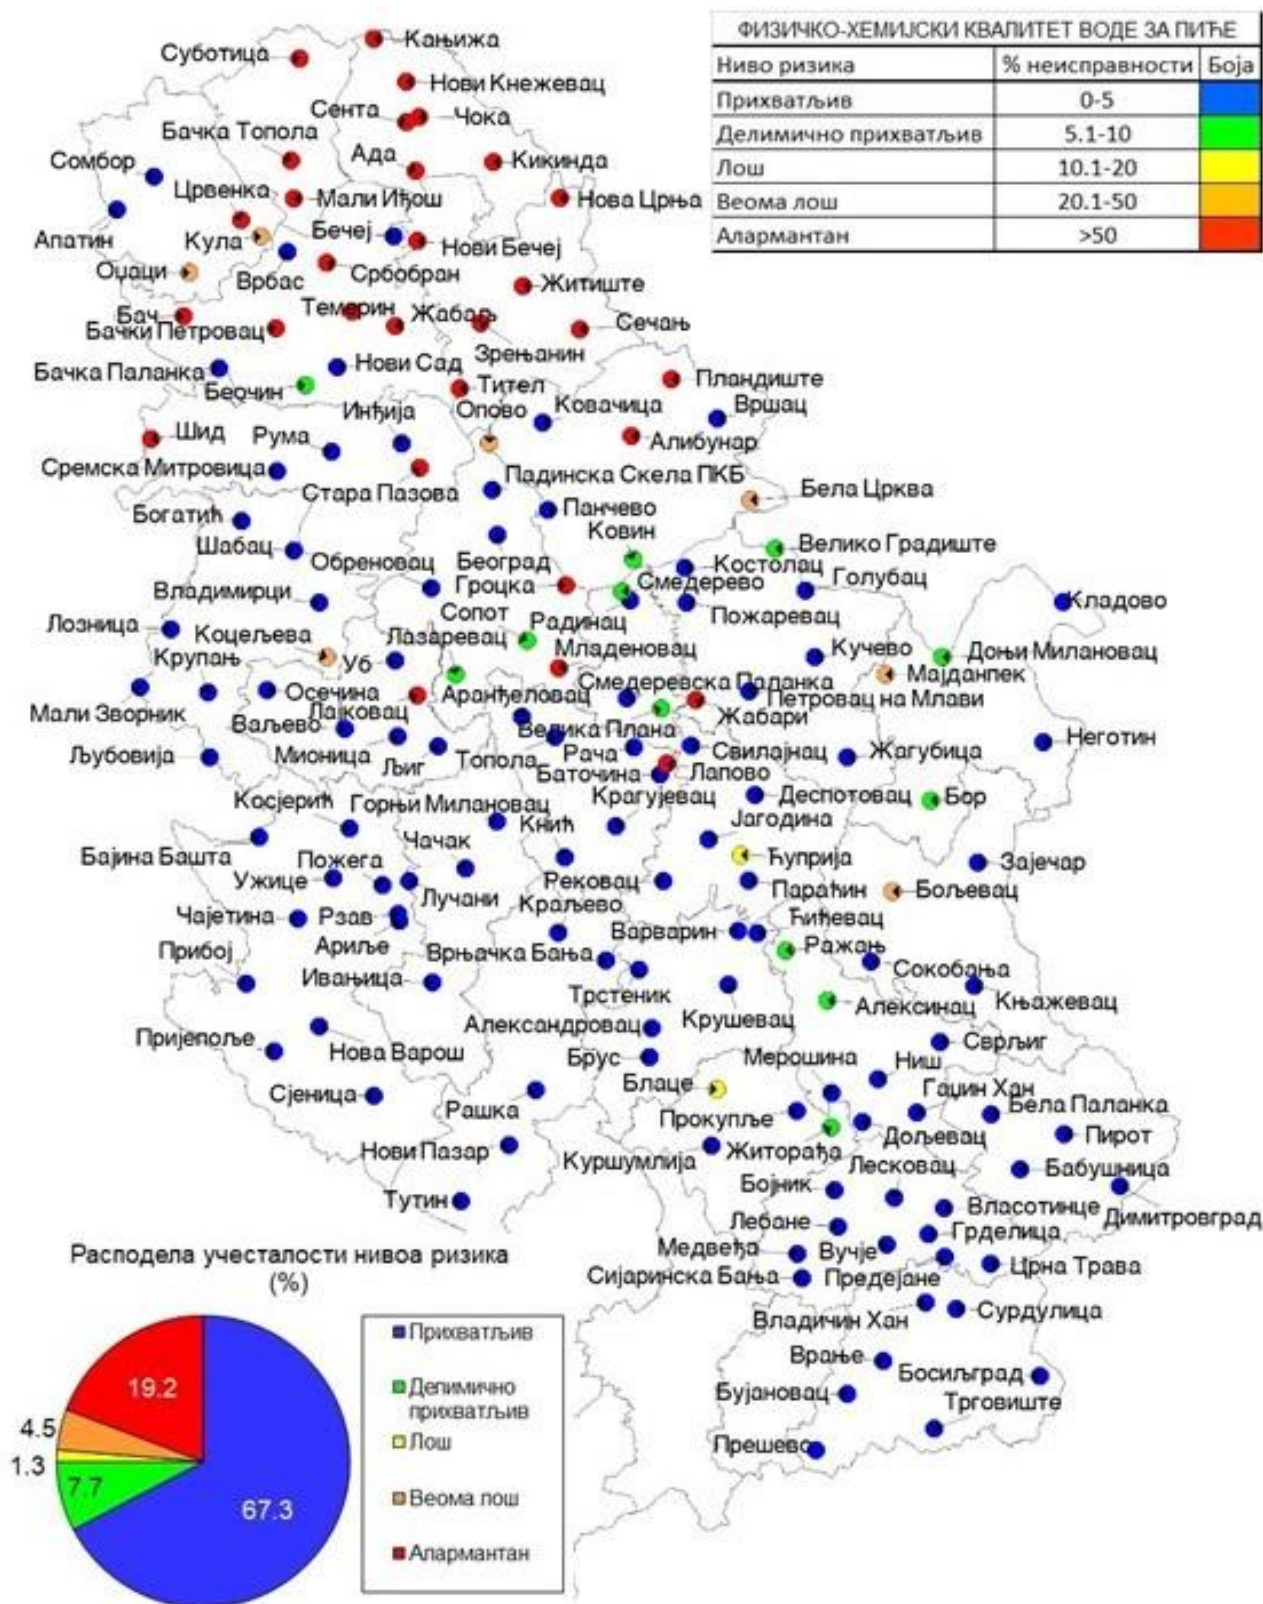 ФИЗИЧКО-ХЕМИЈСКИ КВАЛИТЕТ ВОДЕ ЗА ПИЋЕ
Ниво ризика % неисправности Боја
Прихватљив 0-5
Делимично прихватљив 5.1-10
Лош 10.1-20
Веома лош 20.1-50
Алармантан >50
Кањижа
Суботица
Нови Кнежевац
Сента
Чока
Бачка Топола
Ада
Кикинда
Сомбор
Црвенка
Мали Иђош
Нова Црња
Апатин
Кула
Бечеј
Нови Бечеј
Оџаци
Врбас
Србобран
Житиште
Бач
Темерин
Жабаљ
Бачки Петровац
Сечањ
Зрењанин
Бачка Паланка
Нови Сад
Беочин
Тител
Пландиште
Опово
Ковачица
Вршац
Инђија
Шид
Рума
Алибунар
Сремска Митровица
Падинска Скела ПКБ
Стара Пазова
Бела Црква
Богатић
Панчево
Ковин
Шабац
Обреновац
Београд
Велико Градиште
Костолац
Гроцка
Смедерево
Голубац
Владимирци
Сопот
Радинац
Пожаревац
Кладово
Лозница
Коцељева
Лазаревац
Младеновац
Кучево
Доњи Милановац
Крупањ
Уб
Смедеревска Паланка
Мајданпек
Осечина
Аранђеловац
Петровац на Млави
Мали Зворник
Лајковац
Жабари
Ваљево
Велика Плана
Неготин
Љубовија
Мионица
Љиг
Топола
Рача
Свилајнац
Жагубица
Баточина
Лапово
Косјерић
Горњи Милановац
Крагујевац
Деспотовац
Бор
Кнић
Јагодина
Бајина Башта
Чачак
Пожега
Ћуприја
Зајечар
Ужице
Лучани
Рековац
Параћин
Бољевац
Чајетина
Рзав
Краљево
Ћићевац
Варварин
Ариље
Врњачка Бања
Ражањ
Прибој
Ивањица
Сокобања
Трстеник
Књажевац
Крушевац
Алексинац
Александровац
Пријепоље
Нова Варош
Брус
Мерошина
Ниш
Сврљиг
Сјеница
Рашка
Блаце
Гаџин Хан
Бела Паланка
Прокупље
Пирот
Нови Пазар
Куршумлија
Житорађа
Дољевац
Лесковац
Бабушница
Тутин
Бојник
Власотинце
Димитровград
Лебане
Грделица
Медвеђа
Вучје
Сијаринска Бања
Предејане
Црна Трава
Владичин Хан
Сурдулица
Врање
Босиљград
Бујановац
Трговиште
Прешево
Расподела учесталости нивоа ризика
(%)
19.2
4.5
1.3
7.7
67.3
Прихватљив
Делимично
прихватљив
Лош
Веома лош
Алармантан